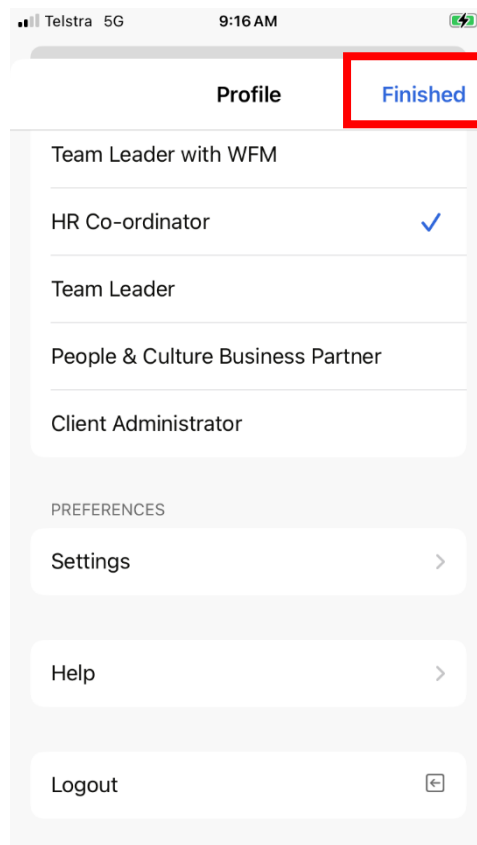 Telstra 5G 9:16 AM
Profile Finished
Team Leader with WFM
HR Co-ordinator
Team Leader
People & Culture Business Partner
Client Administrator
PREFERENCES
Settings
Help
Logout